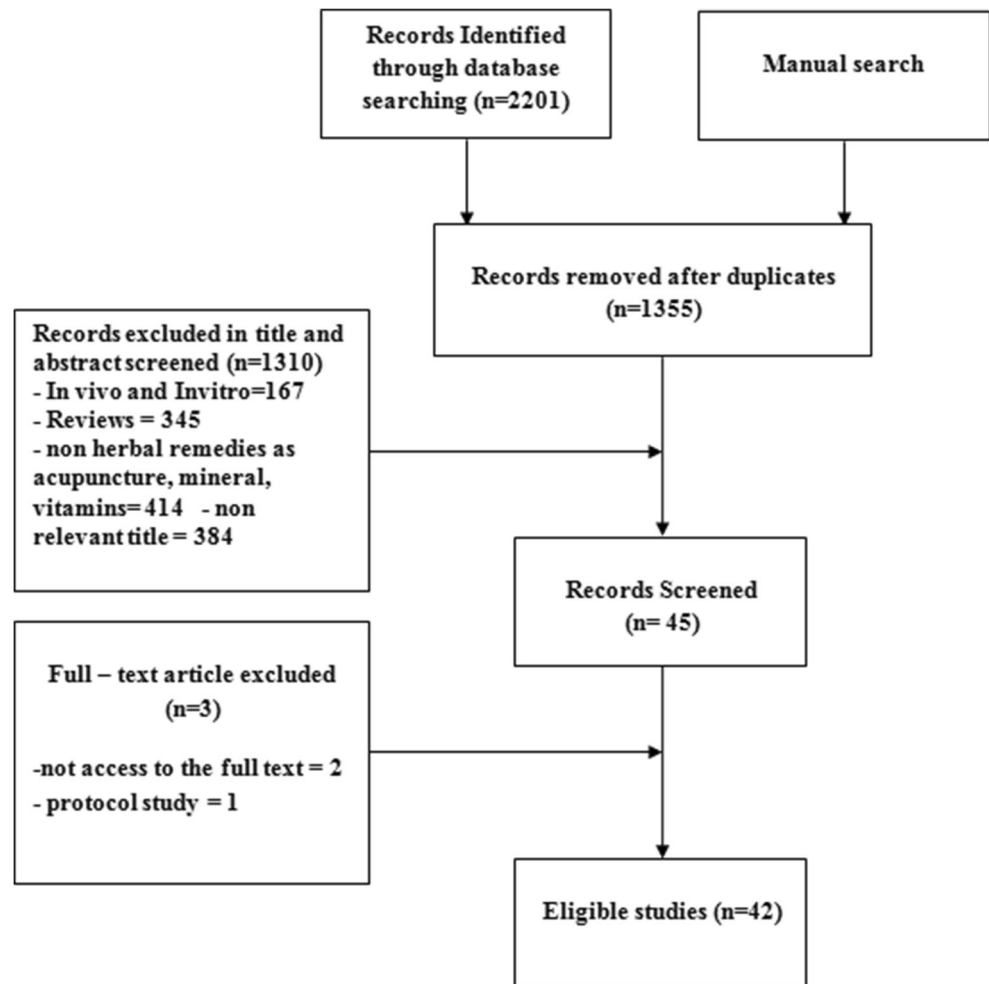 Records Identified
through database
searching (n=2201)
Manual search
Records removed after duplicates
(n=1355)
Records excluded in title and
abstract screened (n=1310)
- In vivo and Invitro=167
- Reviews = 345
- non herbal remedies as
acupuncture, mineral,
vitamins= 414 - non
relevant title = 384
Records Screened
(n= 45)
Full – text article excluded
(n=3)
-not access to the full text = 2
- protocol study = 1
Eligible studies (n=42)